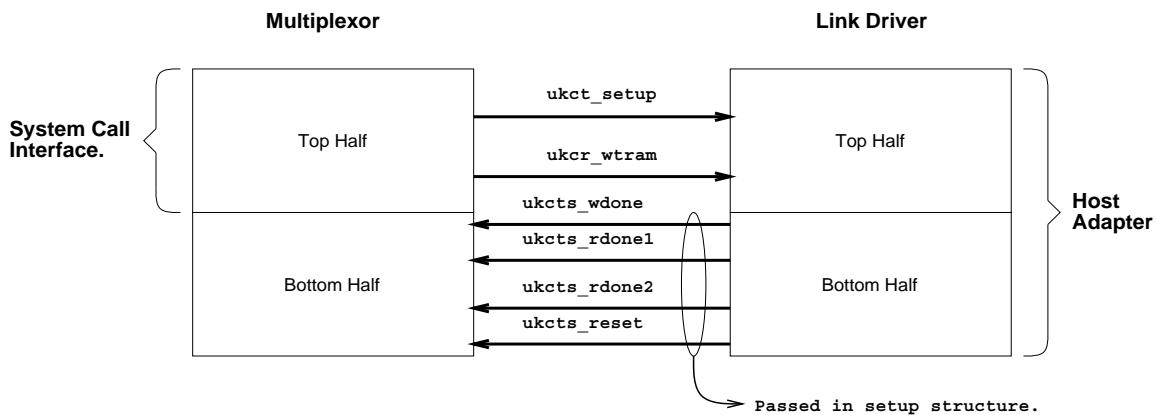 Multiplexor
Link Driver
System Call
Interface.
Top Half
ukct_setup
ukcr_wtram
Top Half
ukcts_wdone
ukcts_rdone1
ukcts_rdone2
ukcts_reset
Bottom Half
Bottom Half
Host
Adapter
Passed in setup structure.